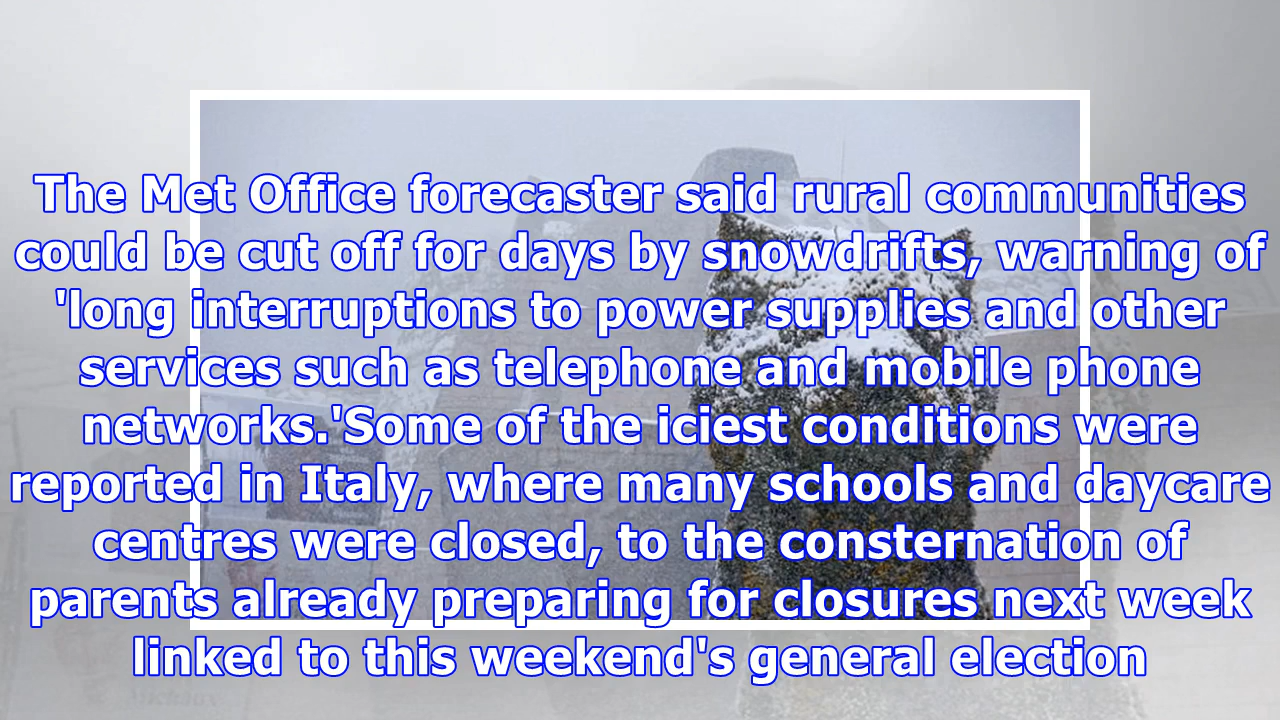 The Met Office forecaster said rural communities
could be cut off for days by snowdrifts, warning of
'long interruptions to power supplies and other
services such as telephone and mobile phone
networks.'Some of the iciest conditions were
reported in Italy, where many schools and daycare
centres were closed, to the consternation of
parents already preparing for closures next week
linked to this weekend's general election